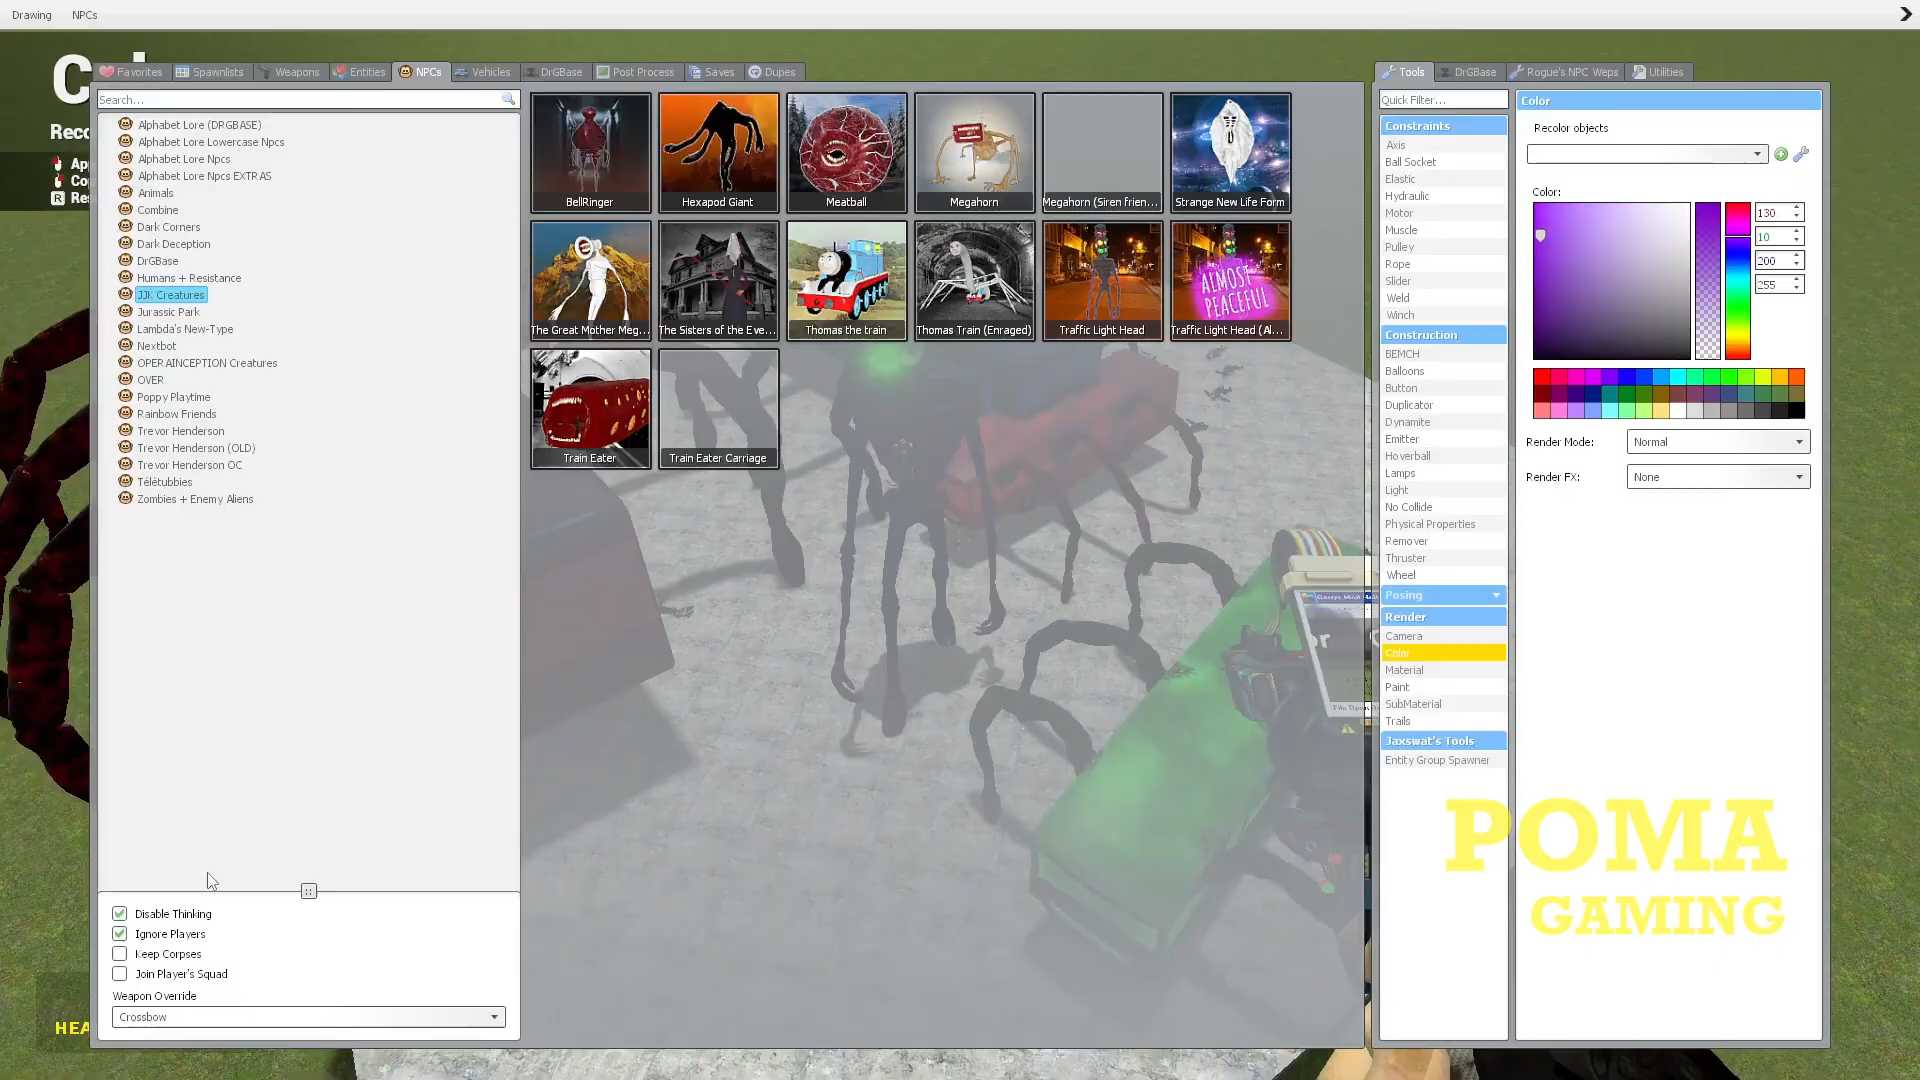 Drawing NPCs
Favorites Spawnlists Weapons Entities NPCs Vehicles DrGBase Post Process Saves Dupes
Search...
Alphabet Lore (DRGBASE)
Alphabet Lore Lowercase Npcs
Alphabet Lore Npcs
Alphabet Lore Npcs EXTRAS
Animals
Combine
Dark Corners
Dark Deception
DrGBase
Humans + Resistance
JJK Creatures
Jurassic Park
Lambda's New-Type
Nextbot
OPERAINCEPTION Creatures
OVER
Poppy Playtime
Rainbow Friends
Trevor Henderson
Trevor Henderson (OLD)
Trevor Henderson OC
Télétubbies
Zombies + Enemy Aliens
Disable Thinking
Ignore Players
Keep Corpses
Join Player's Squad
Weapon Override
Crossbow
BellRinger Hexapod Giant Meatball Megahorn Megahorn (Siren frien... Strange New Life Form
The Great Mother Meg... The Sisters of the Eve... Thomas the train Thomas Train (Enraged) Traffic Light Head Traffic Light Head (Al...
ALMOST
PEACEFUL
Train Eater Train Eater Carriage
Tools DrGBase Rogue's NPC Weps Utilities
Quick Filter...
Constraints
Axis
Ball Socket
Elastic
Hydraulic
Motor
Muscle
Pulley
Rope
Slider
Weld
Winch
Construction
BEMCH
Balloons
Button
Duplicator
Dynamite
Emitter
Hoverball
Lamps
Light
No Collide
Physical Properties
Remover
Thruster
Wheel
Posing
Render
Camera
Color
Material
Paint
SubMaterial
Trails
Jaxswat's Tools
Entity Group Spawner
Color
Recolor objects
Color:
130
10
200
255
Render Mode: Normal
Render FX: None
POMA
GAMING
R